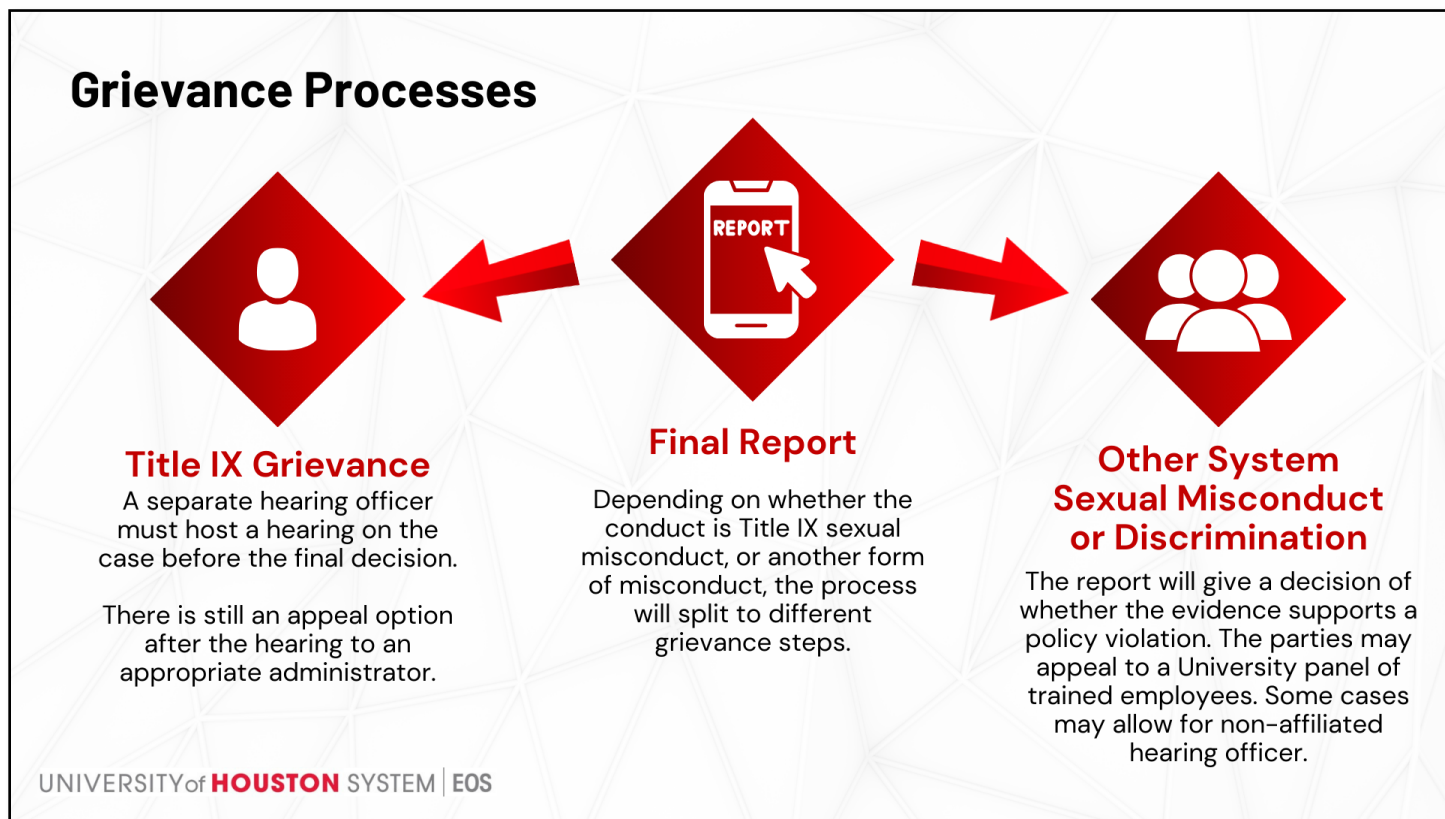 Grievance Processes
REPORT
Title IX Grievance
A separate hearing officer
must host a hearing on the
case before the final decision.
There is still an appeal option
after the hearing to an
appropriate administrator.
Final Report
Depending on whether the
conduct is Title IX sexual
misconduct, or another form
of misconduct, the process
will split to different
grievance steps.
Other System
Sexual Misconduct
or Discrimination
The report will give a decision of
whether the evidence supports a
policy violation. The parties may
appeal to a University panel of
trained employees. Some cases
may allow for non-affiliated
hearing officer.
UNIVERSITYof HOUSTON SYSTEM | EOS